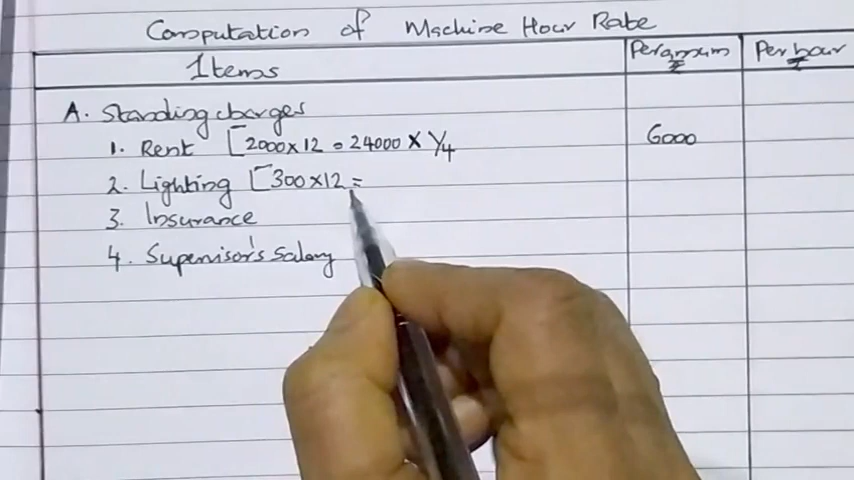 Computation of Machine Hour Rate
Items Per annum Per hour
A. Standing charges
1. Rent [2000x12 = 24000 x 1/4 6000
2. Lighting [300x12 =
3. Insurance
4. Supervisor's Salary